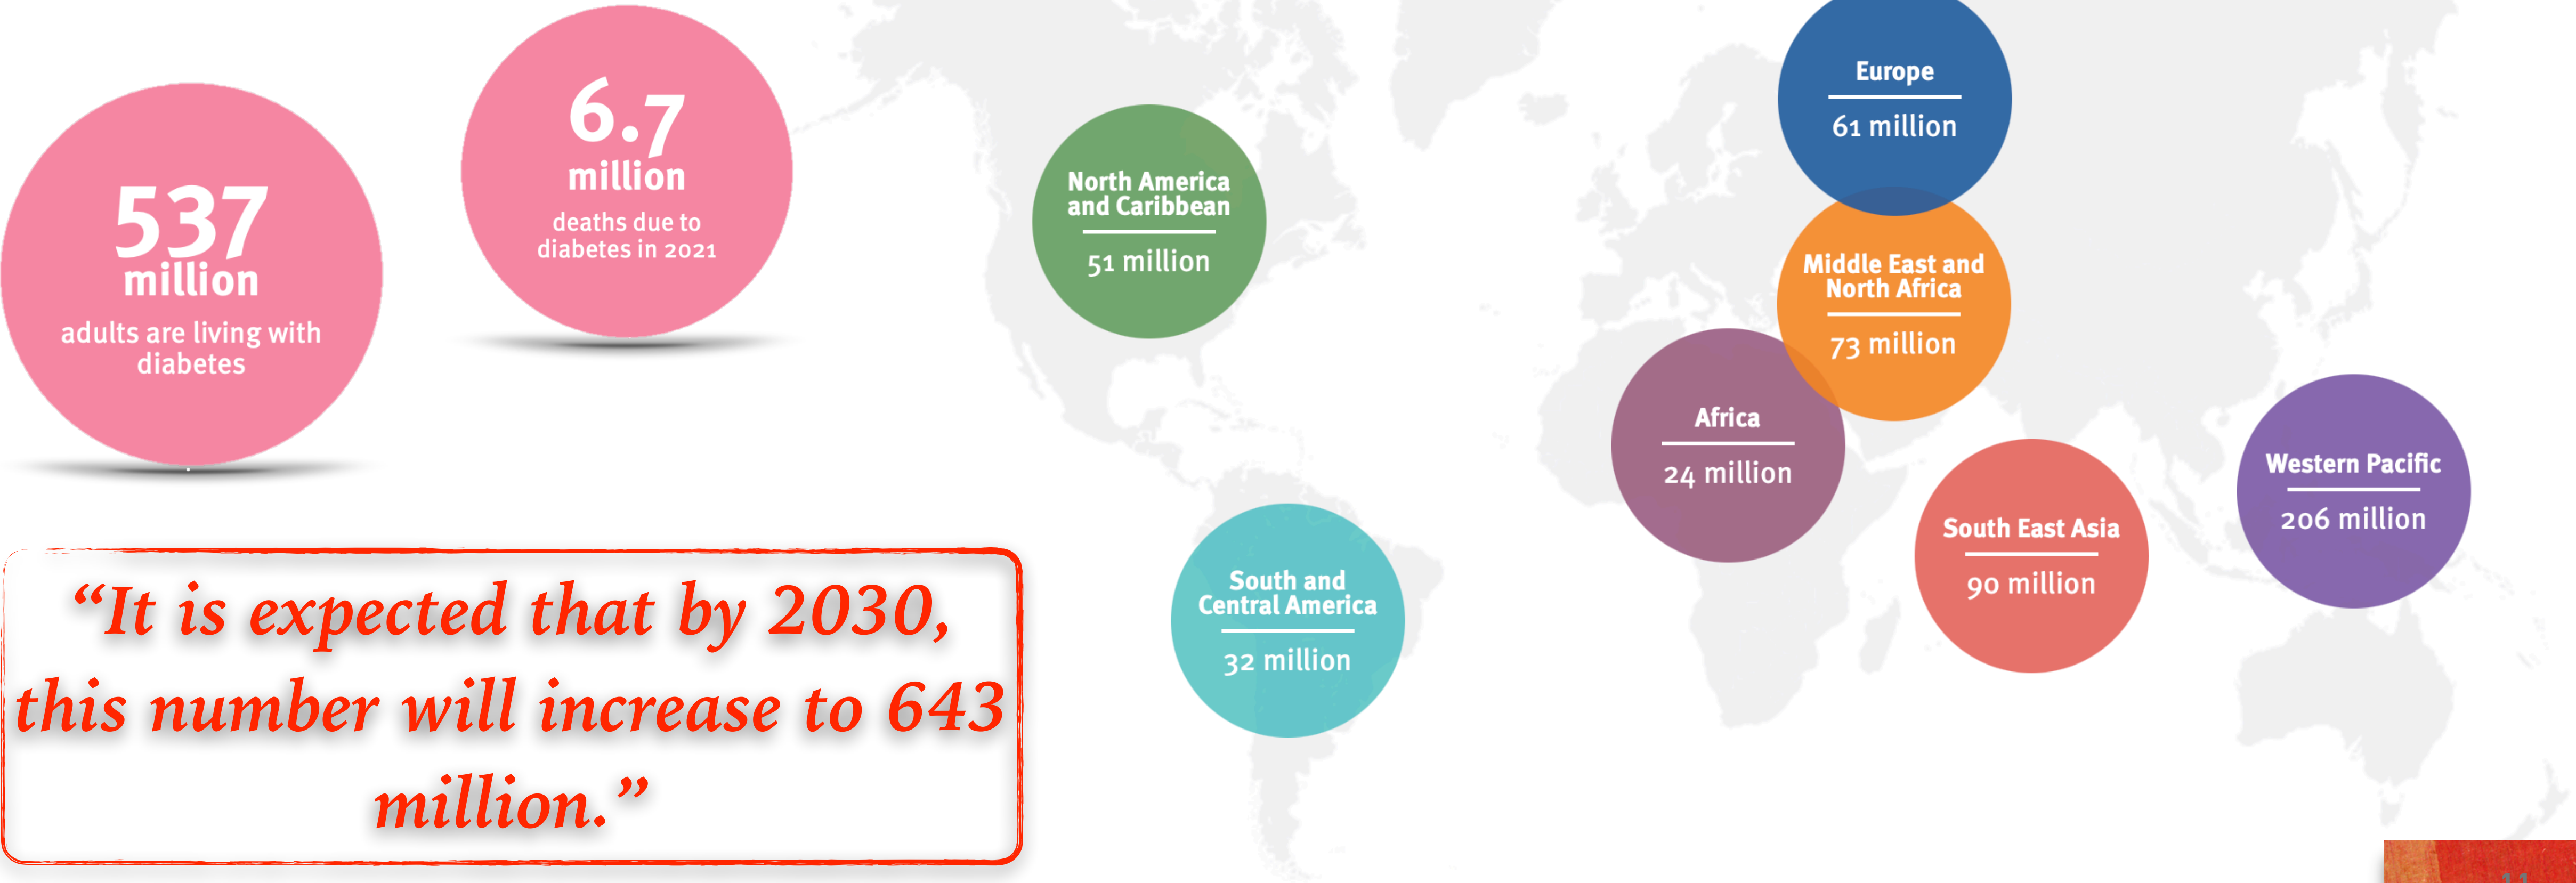 537
million
adults are living with
diabetes
6.7
million
deaths due to
diabetes in 2021
“It is expected that by 2030,
this number will increase to 643
million.”
North America
and Caribbean
51 million
South and
Central America
32 million
Europe
61 million
Middle East and
North Africa
73 million
Africa
24 million
South East Asia
90 million
Western Pacific
206 million